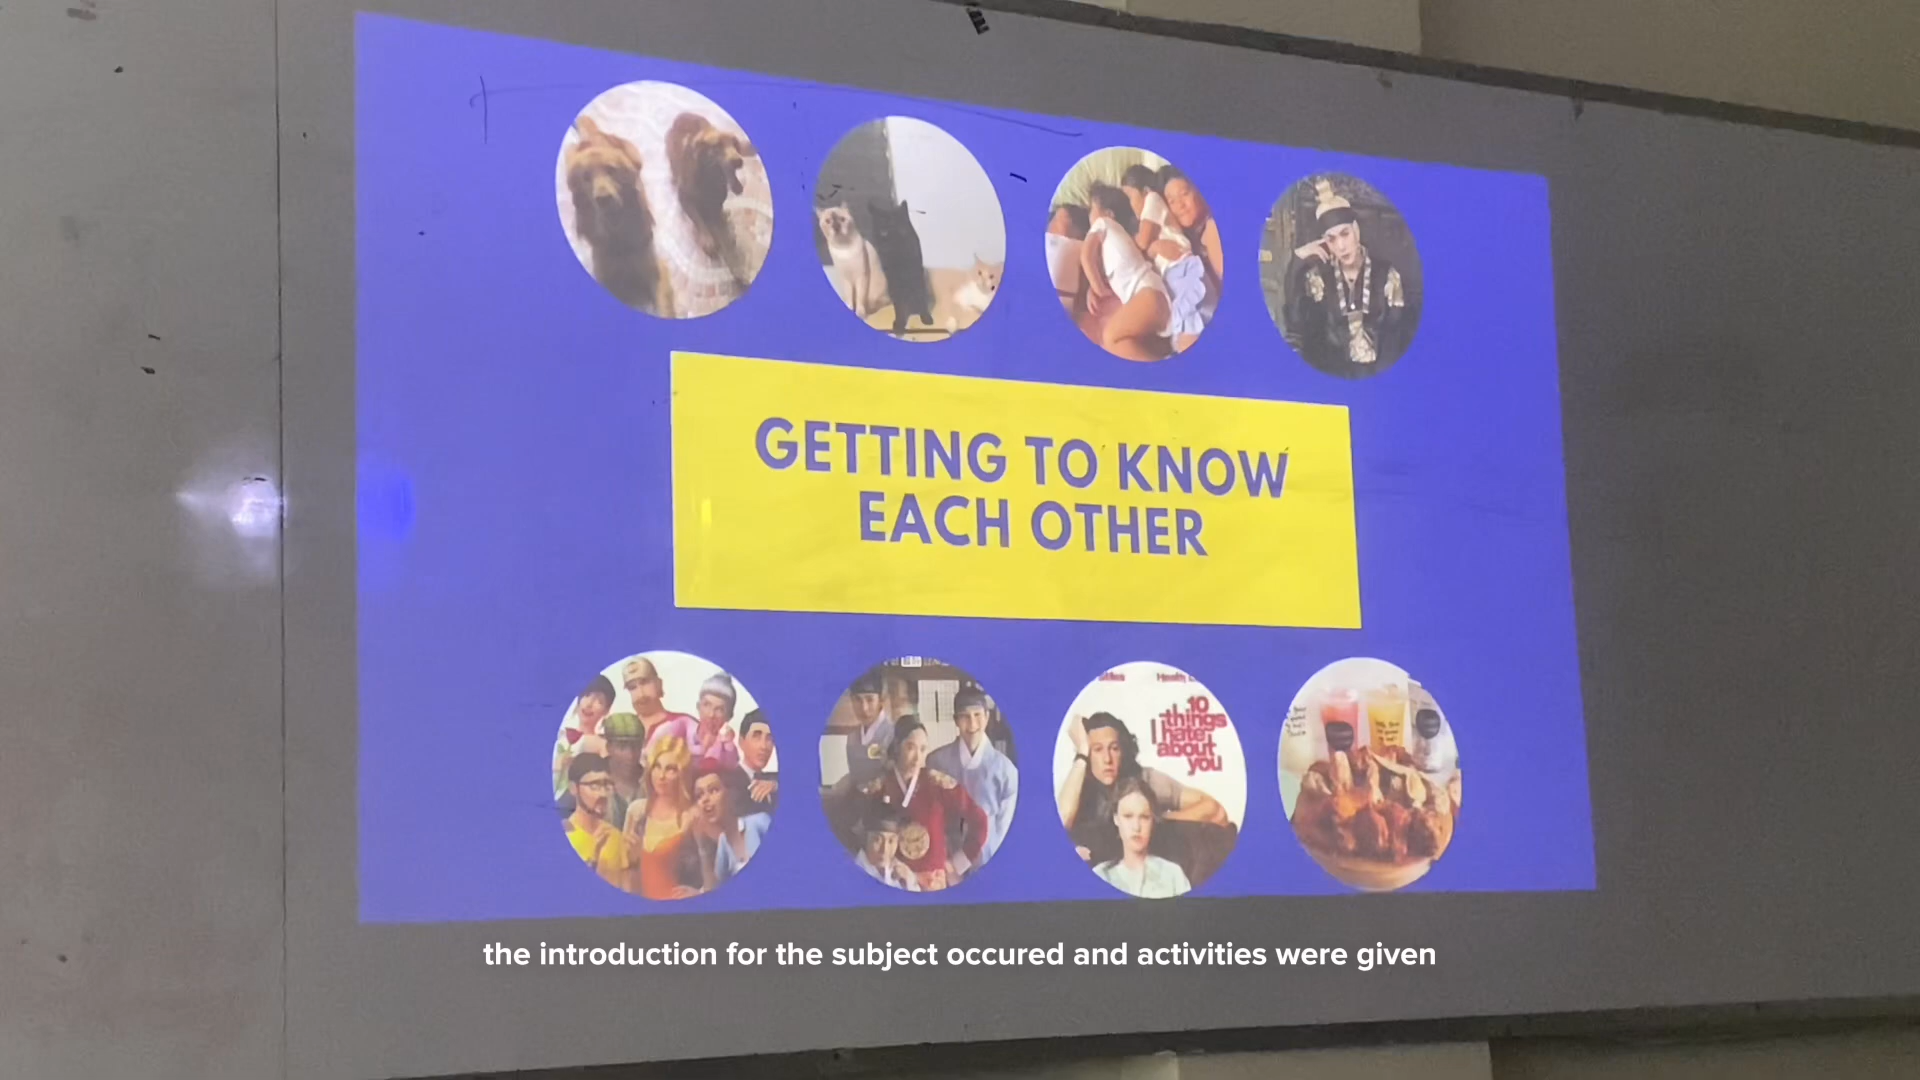 GETTING TO KNOW
EACH OTHER
10
things
I hate
about
you
the introduction for the subject occured and activities were given